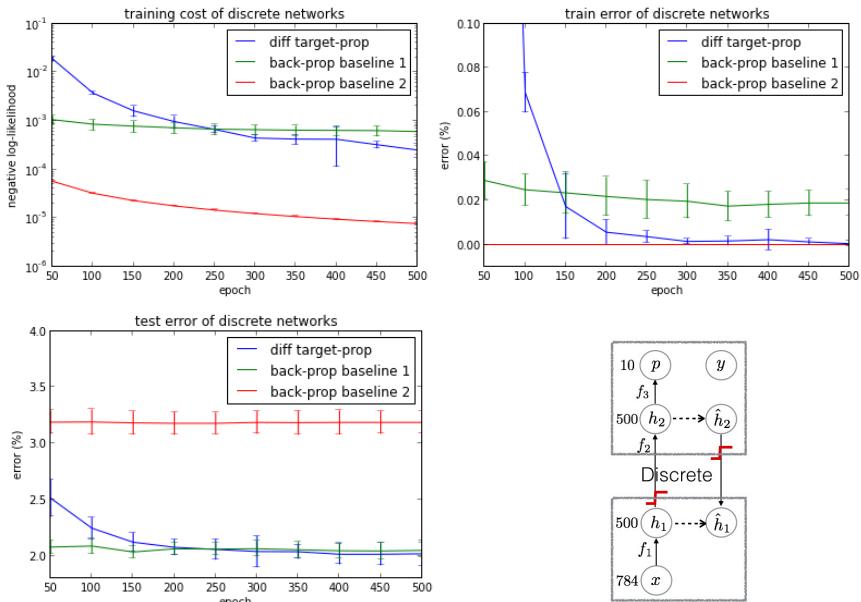 training cost of discrete networks
10^-1
10^-2
10^-3
10^-4
10^-5
10^-6
negative log-likelihood
diff target-prop
back-prop baseline 1
back-prop baseline 2
50 100 150 200 250 300 350 400 450 500
epoch
train error of discrete networks
0.10
0.08
0.06
0.04
0.02
0.00
error (%)
diff target-prop
back-prop baseline 1
back-prop baseline 2
50 100 150 200 250 300 350 400 450 500
epoch
test error of discrete networks
4.0
3.5
3.0
2.5
2.0
error (%)
diff target-prop
back-prop baseline 1
back-prop baseline 2
50 100 150 200 250 300 350 400 450 500
epoch
10 p y
f₃
500 h₂ ĥ₂
f₂
Discrete
500 h₁ ĥ₁
f₁
784 x